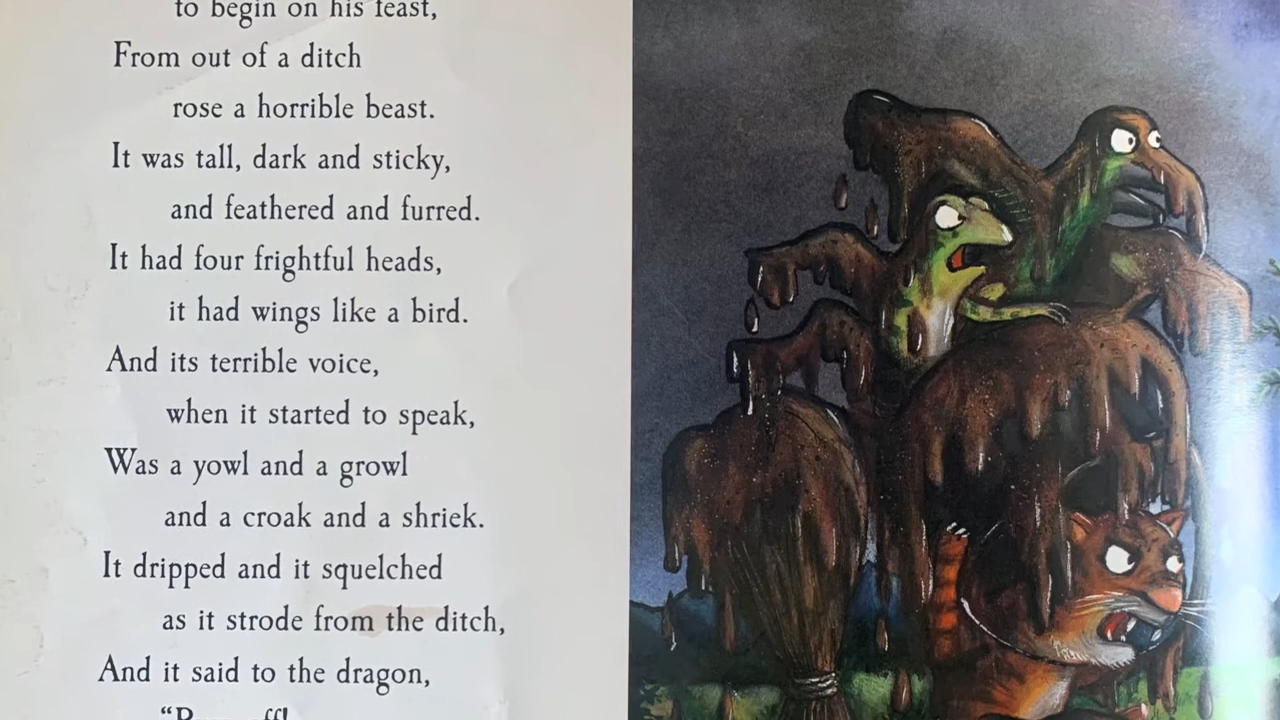 to begin on his feast,
From out of a ditch
rose a horrible beast.
It was tall, dark and sticky,
and feathered and furred.
It had four frightful heads,
it had wings like a bird.
And its terrible voice,
when it started to speak,
Was a yowl and a growl
and a croak and a shriek.
It dripped and it squelched
as it strode from the ditch,
And it said to the dragon,